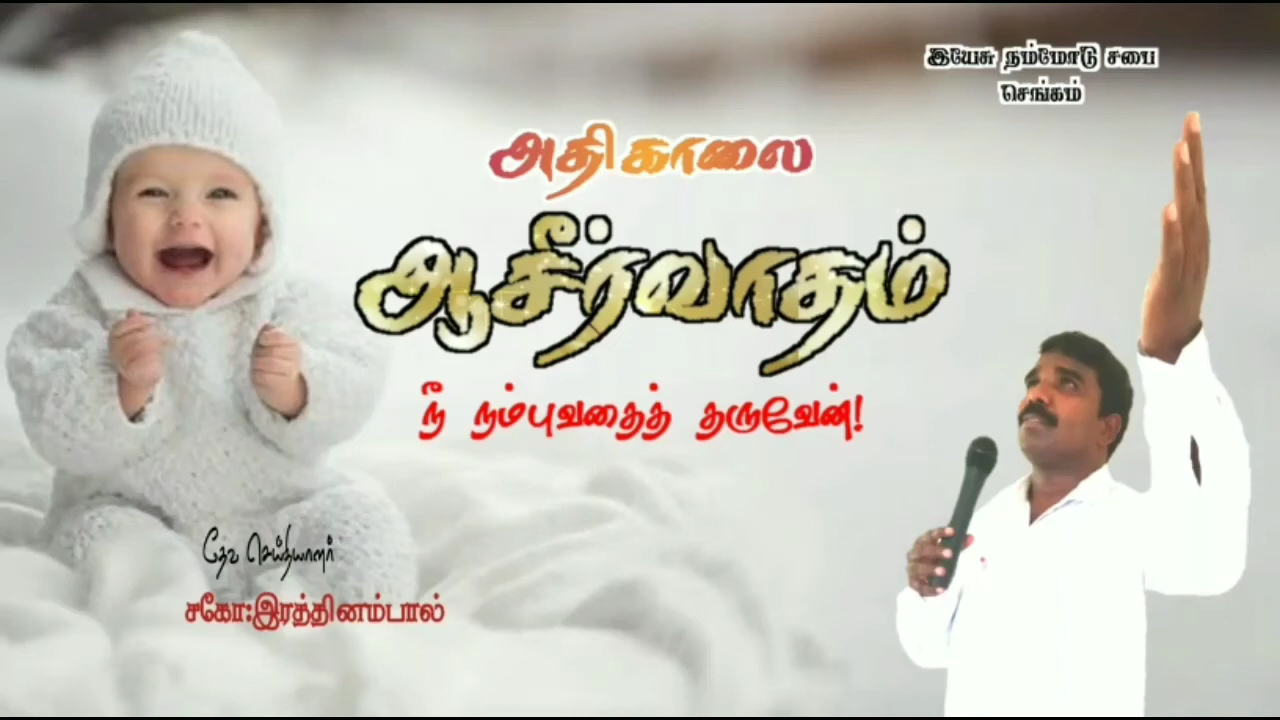 இயேசு நம்மோடு சபை
செங்கம்
அதிகாலை
ஆசீர்வாதம்
நீ நம்புவதைத் தருவேன்!
தேவ செய்தியாளர்
சகோ:இரத்தினம்பால்